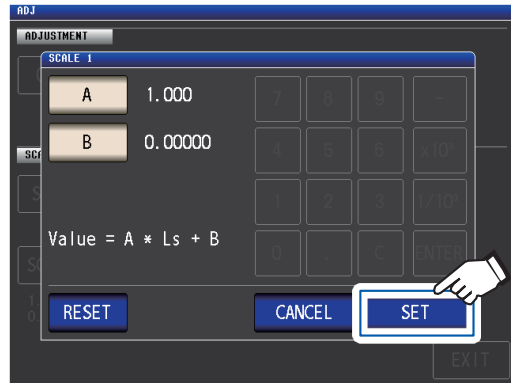 ADJ
ADJUSTMENT
SCALE 1
A 1.000 7 8 9 -
B 0.00000 4 5 6 x10³
1 2 3 1/10³
Value = A * Ls + B 0 . C ENTER
RESET CANCEL SET
EXIT